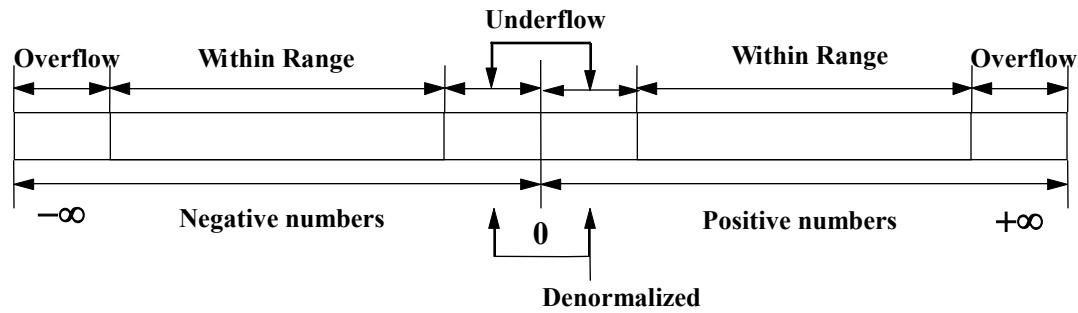 Underflow
Overflow Within Range Within Range Overflow
−∞ Negative numbers 0 Positive numbers +∞
Denormalized